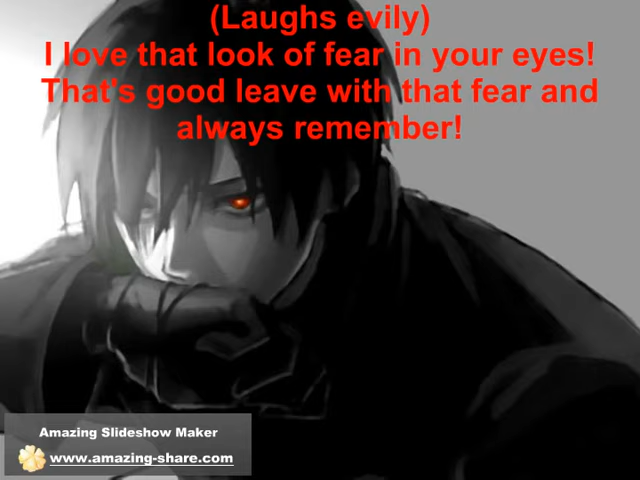 (Laughs evily)
I love that look of fear in your eyes!
That's good leave with that fear and
always remember!
Amazing Slideshow Maker
www.amazing-share.com